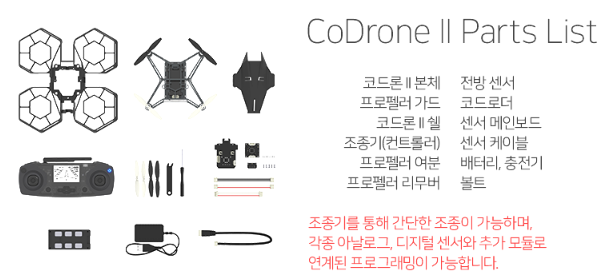 CoDrone II Parts List
코드론 II 본체 전방 센서
프로펠러 가드 코드로더
코드론 II 쉘 센서 메인보드
조종기(컨트롤러) 센서 케이블
프로펠러 여분 배터리, 충전기
프로펠러 리무버 볼트
조종기를 통해 간단한 조종이 가능하며,
각종 아날로그, 디지털 센서와 추가 모듈로
연계된 프로그래밍이 가능합니다.